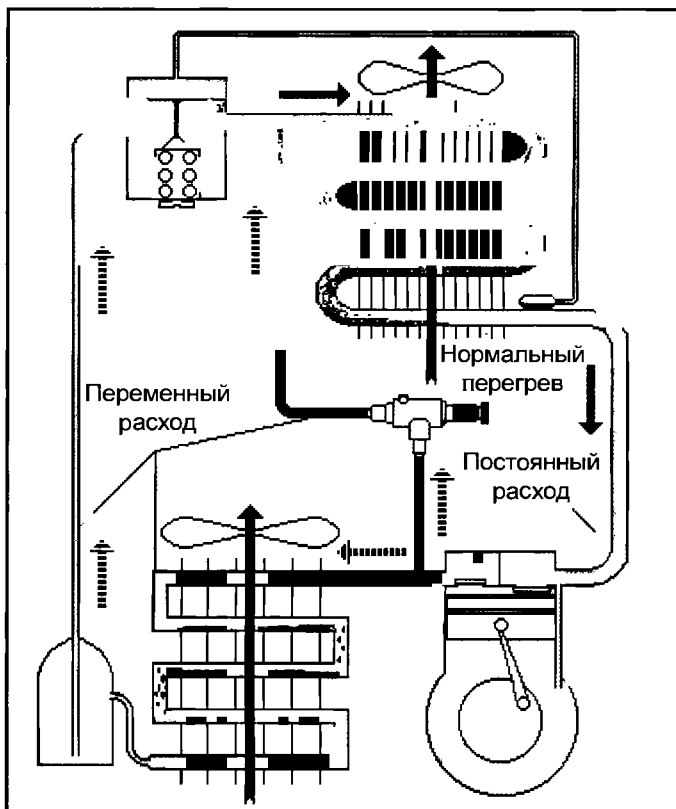 Нормальный
перегрев
Переменный
расход
Постоянный
расход